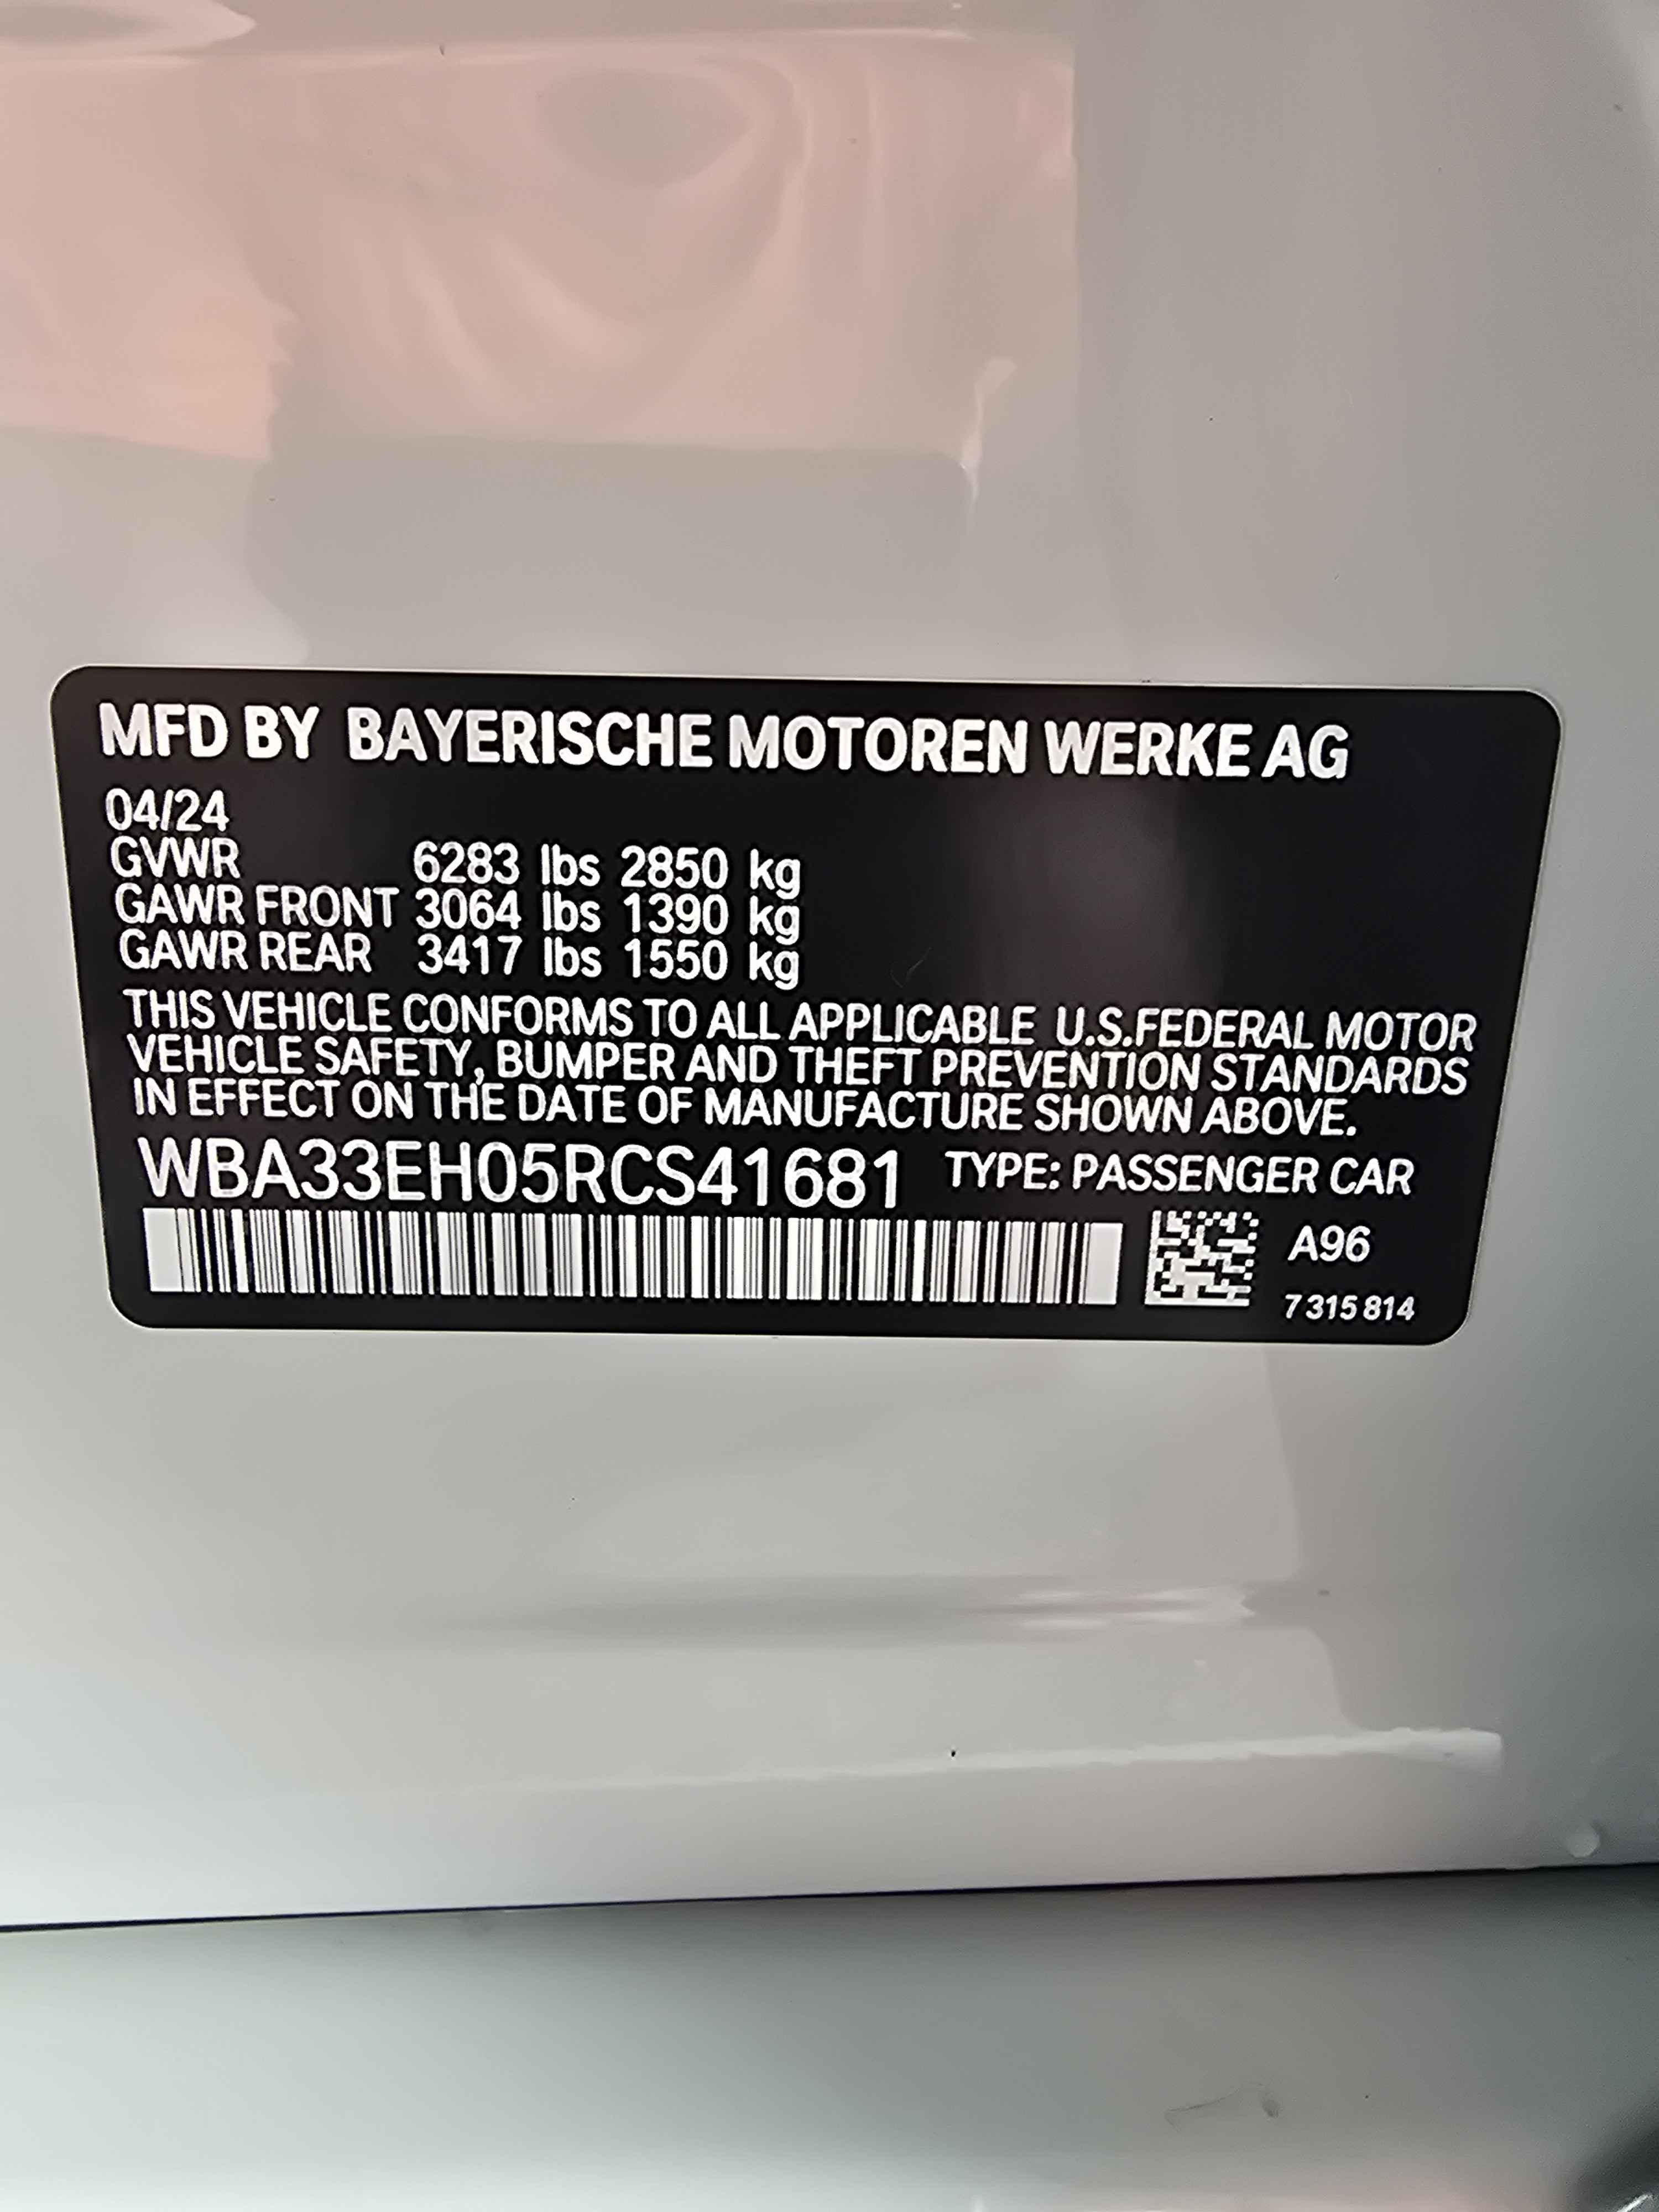 MFD BY BAYERISCHE MOTOREN WERKE AG
04/24
GVWR 6283 lbs 2850 kg
GAWR FRONT 3064 lbs 1390 kg
GAWR REAR 3417 lbs 1550 kg
THIS VEHICLE CONFORMS TO ALL APPLICABLE U.S.FEDERAL MOTOR
VEHICLE SAFETY, BUMPER AND THEFT PREVENTION STANDARDS
IN EFFECT ON THE DATE OF MANUFACTURE SHOWN ABOVE.
WBA33EH05RCS41681 TYPE: PASSENGER CAR
A96
7 315 814